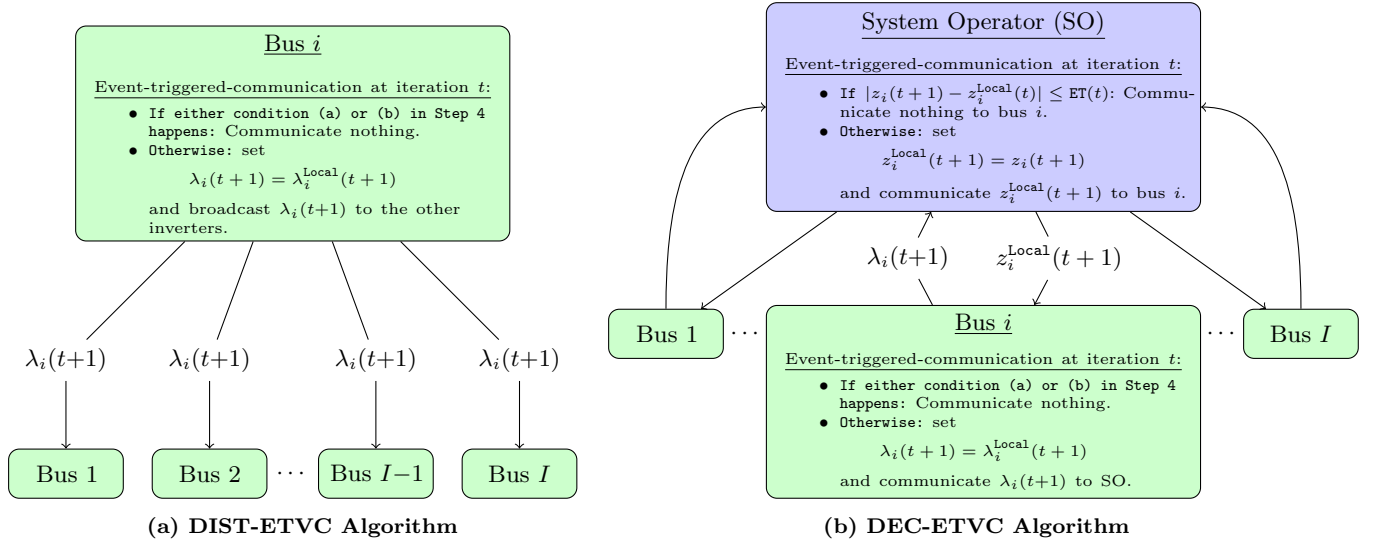 Bus i
Event-triggered-communication at iteration t:
• If either condition (a) or (b) in Step 4
happens: Communicate nothing.
• Otherwise: set
λ_i(t + 1) = λ_i^Local(t + 1)
and broadcast λ_i(t+1) to the other
inverters.
λ_i(t+1)
λ_i(t+1)
λ_i(t+1)
λ_i(t+1)
Bus 1
Bus 2
···
Bus I−1
Bus I
(a) DIST-ETVC Algorithm
System Operator (SO)
Event-triggered-communication at iteration t:
• If |z_i(t + 1) − z_i^Local(t)| ≤ ET(t): Commu-
nicate nothing to bus i.
• Otherwise: set
z_i^Local(t + 1) = z_i(t + 1)
and communicate z_i^Local(t + 1) to bus i.
λ_i(t+1)
z_i^Local(t + 1)
Bus 1
···
Bus i
Event-triggered-communication at iteration t:
• If either condition (a) or (b) in Step 4
happens: Communicate nothing.
• Otherwise: set
λ_i(t + 1) = λ_i^Local(t + 1)
and communicate λ_i(t+1) to SO.
···
Bus I
(b) DEC-ETVC Algorithm